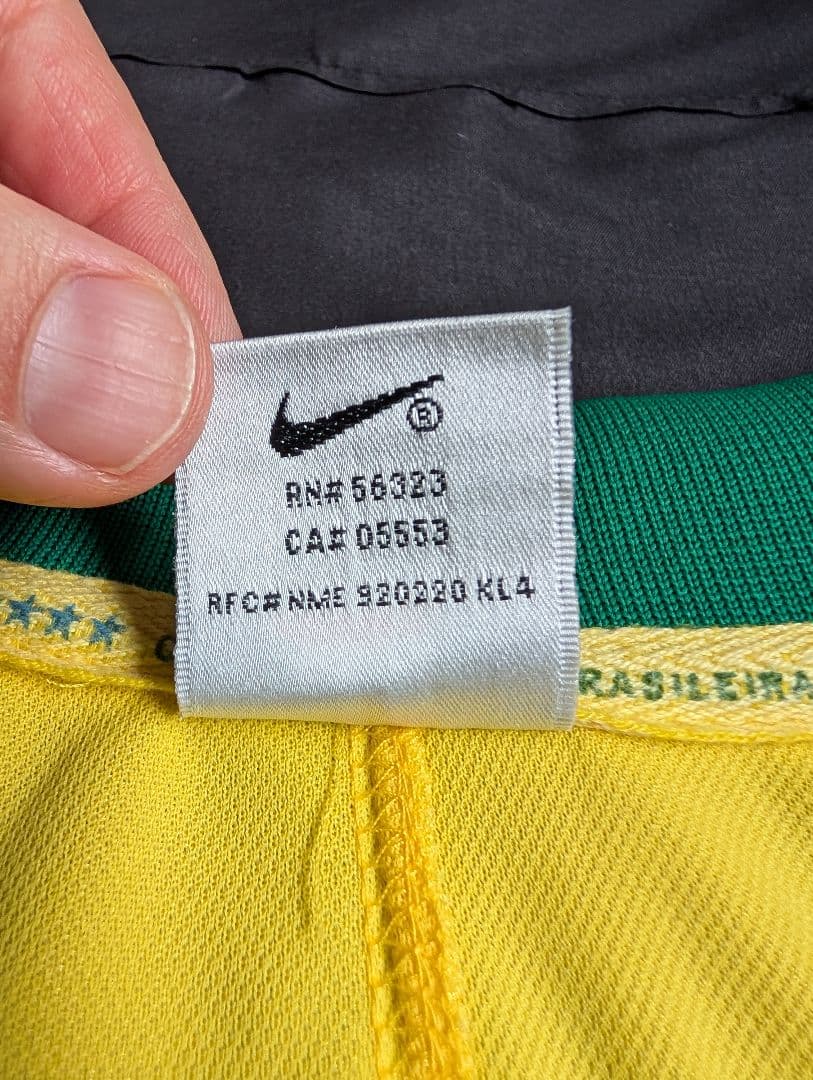 ®
RN# 56323
CA# 05553
RFC# NME 920220 KL4
RASILEIRA